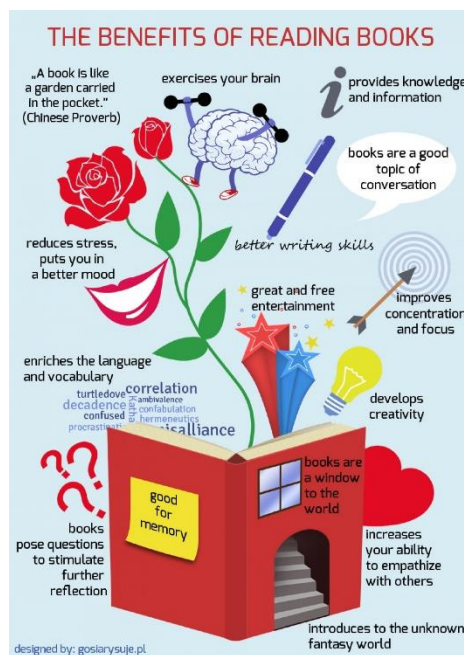 THE BENEFITS OF READING BOOKS
„A book is like
a garden carried
in the pocket.”
(Chinese Proverb)
exercises your brain
provides knowledge
and information
books are a good
topic of
conversation
reduces stress,
puts you in
a better mood
better writing skills
great and free
entertainment
improves
concentration
and focus
enriches the language
and vocabulary
correlation
turtledove
ambivalence
decadence
confabulation
confused
hermeneutics
develops
creativity
books are
a window
to the
world
good
for
memory
books
pose questions
to stimulate
further
reflection
increases
your ability
to empathize
with others
introduces to the unknown
fantasy world
designed by: gosiarysuje.pl